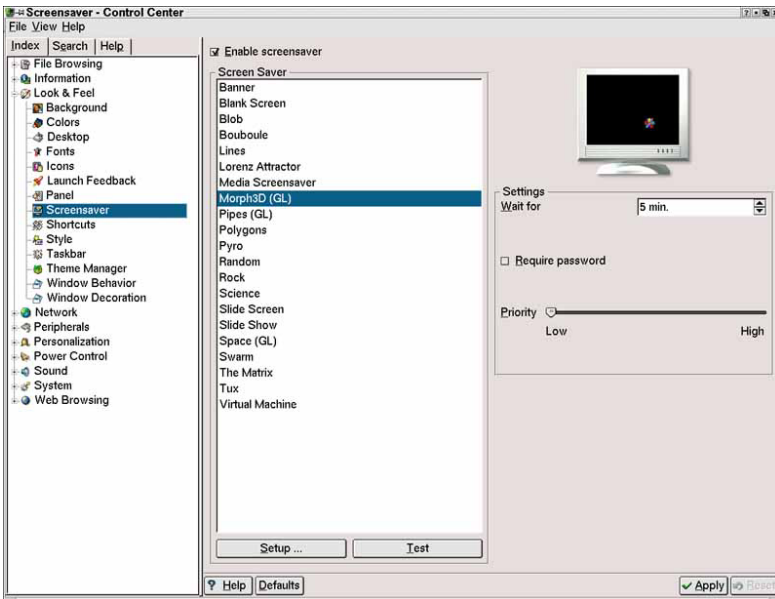 Screensaver - Control Center
File View Help
Index Search Help
File Browsing
Information
Look & Feel
Background
Colors
Desktop
Fonts
Icons
Launch Feedback
Panel
Screensaver
Shortcuts
Style
Taskbar
Theme Manager
Window Behavior
Window Decoration
Network
Peripherals
Personalization
Power Control
Sound
System
Web Browsing
Enable screensaver
Screen Saver
Banner
Blank Screen
Blob
Bouboule
Lines
Lorenz Attractor
Media Screensaver
Morph3D (GL)
Pipes (GL)
Polygons
Pyro
Random
Rock
Science
Slide Screen
Slide Show
Space (GL)
Swarm
The Matrix
Tux
Virtual Machine
Setup ... Test
Settings
Wait for 5 min.
Require password
Priority
Low High
? Help Defaults Apply Reset